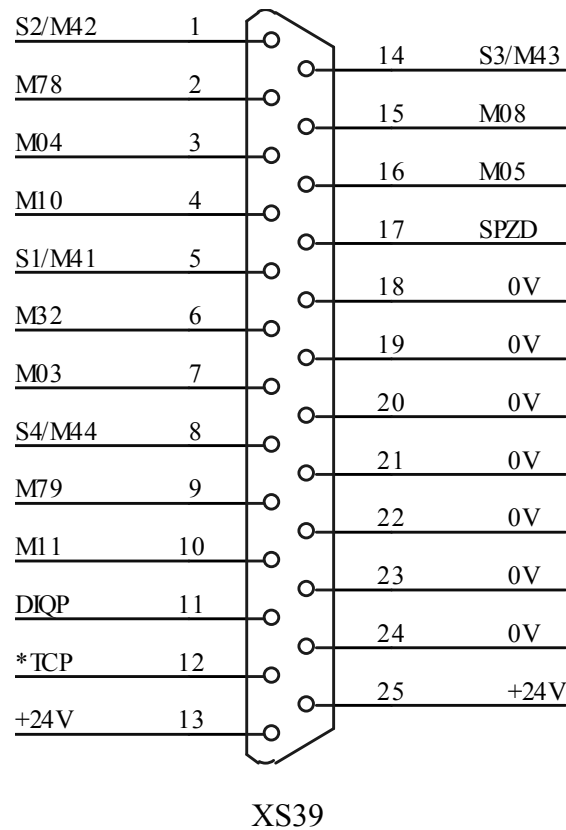 S2/M42 1
14 S3/M43
M78 2
15 M08
M04 3
16 M05
M10 4
17 SPZD
S1/M41 5
18 0V
M32 6
19 0V
M03 7
20 0V
S4/M44 8
21 0V
M79 9
22 0V
M11 10
23 0V
DIQP 11
24 0V
*TCP 12
25 +24V
+24V 13
XS39